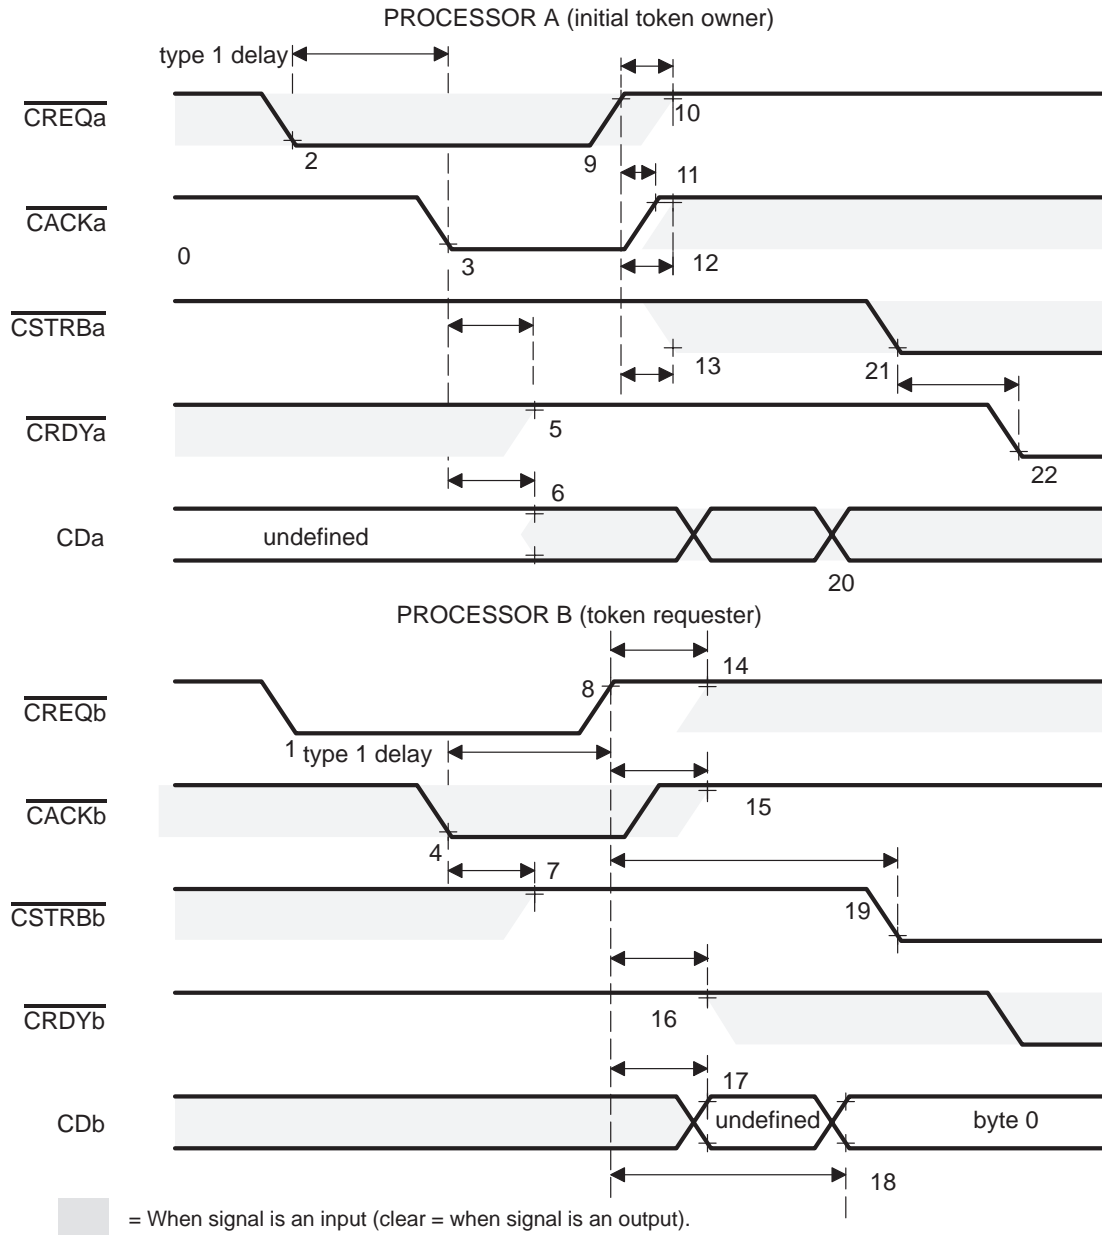 PROCESSOR A (initial token owner)
type 1 delay
CREQa
10
2
9
11
CACKa
0
3
12
CSTRBa
13
21
CRDYa
5
22
6
CDa
undefined
20
PROCESSOR B (token requester)
14
8
CREQb
1
type 1 delay
CACKb
15
4
7
CSTRBb
19
CRDYb
16
17
CDb
undefined
byte 0
18
= When signal is an input (clear = when signal is an output).